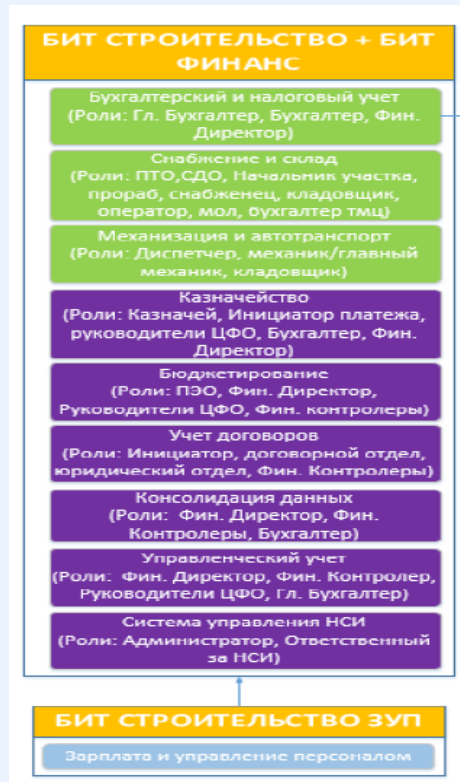 БИТ СТРОИТЕЛЬСТВО + БИТ
ФИНАНС
Бухгалтерский и налоговый учет
(Роли: Гл. Бухгалтер, Бухгалтер, Фин.
Директор)
Снабжение и склад
(Роли: ПТО,СДО, Начальник участка,
прораб, снабженец, кладовщик,
оператор, мол, бухгалтер тмц)
Механизация и автотранспорт
(Роли: Диспетчер, механик/главный
механик, кладовщик)
Казначейство
(Роли: Казначей, Инициатор платежа,
руководители ЦФО, Бухгалтер, Фин.
Директор)
Бюджетирование
(Роли: ПЭО, Фин. Директор,
Руководители ЦФО, Фин. контролеры)
Учет договоров
(Роли: Инициатор, договорной отдел,
юридический отдел, Фин. Контролеры)
Консолидация данных
(Роли: Фин. Директор, Фин.
Контролеры, Бухгалтер)
Управленческий учет
(Роли: Фин. Директор, Фин. Контролер,
Руководители ЦФО, Гл. Бухгалтер)
Система управления НСИ
(Роли: Администратор, Ответственный
за НСИ)
БИТ СТРОИТЕЛЬСТВО ЗУП
Зарплата и управление персоналом